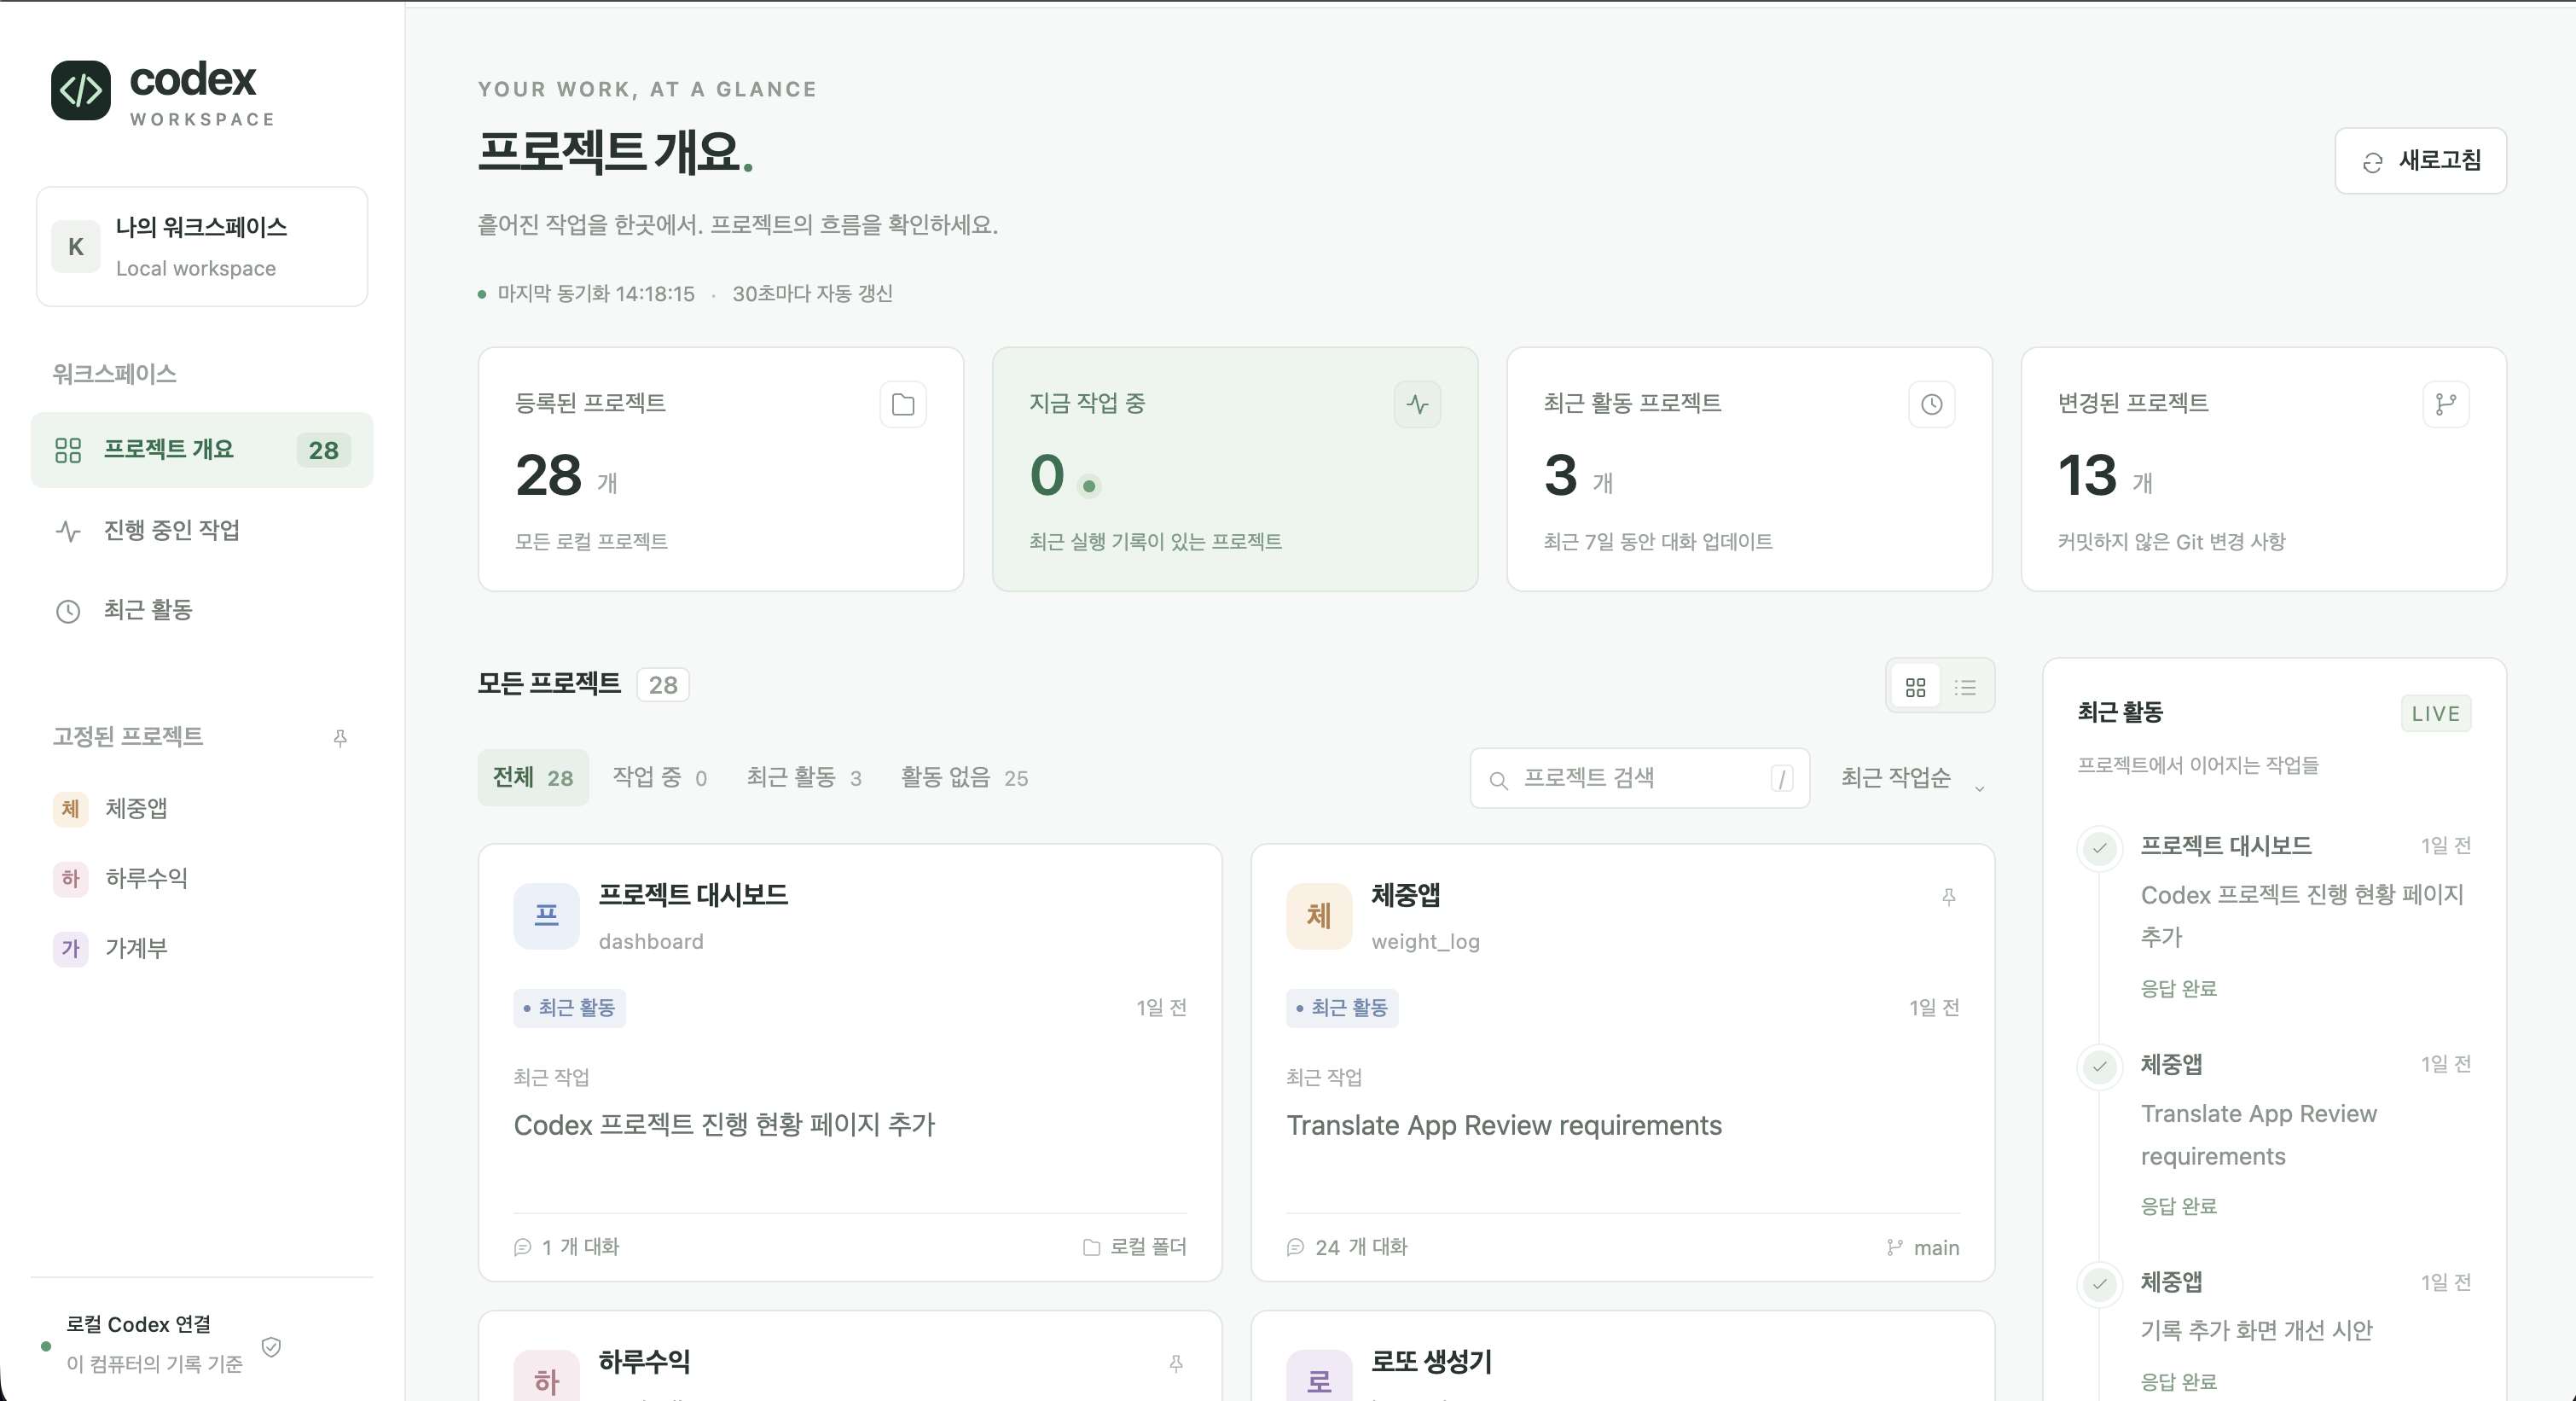 codex
WORKSPACE
K
나의 워크스페이스
Local workspace
워크스페이스
프로젝트 개요 28
진행 중인 작업
최근 활동
고정된 프로젝트
체 체중앱
하 하루수익
가 가계부
로컬 Codex 연결
이 컴퓨터의 기록 기준
YOUR WORK, AT A GLANCE
프로젝트 개요.
흩어진 작업을 한곳에서. 프로젝트의 흐름을 확인하세요.
마지막 동기화 14:18:15 · 30초마다 자동 갱신
새로고침
등록된 프로젝트
28 개
모든 로컬 프로젝트
지금 작업 중
0
최근 실행 기록이 있는 프로젝트
최근 활동 프로젝트
3 개
최근 7일 동안 대화 업데이트
변경된 프로젝트
13 개
커밋하지 않은 Git 변경 사항
모든 프로젝트 28
전체 28 작업 중 0 최근 활동 3 활동 없음 25
프로젝트 검색 /
최근 작업순
프
프로젝트 대시보드
dashboard
• 최근 활동 1일 전
최근 작업
Codex 프로젝트 진행 현황 페이지 추가
1 개 대화 로컬 폴더
체
체중앱
weight_log
• 최근 활동 1일 전
최근 작업
Translate App Review requirements
24 개 대화 main
하
하루수익
로
로또 생성기
최근 활동 LIVE
프로젝트에서 이어지는 작업들
프로젝트 대시보드 1일 전
Codex 프로젝트 진행 현황 페이지
추가
응답 완료
체중앱 1일 전
Translate App Review
requirements
응답 완료
체중앱 1일 전
기록 추가 화면 개선 시안
응답 완료